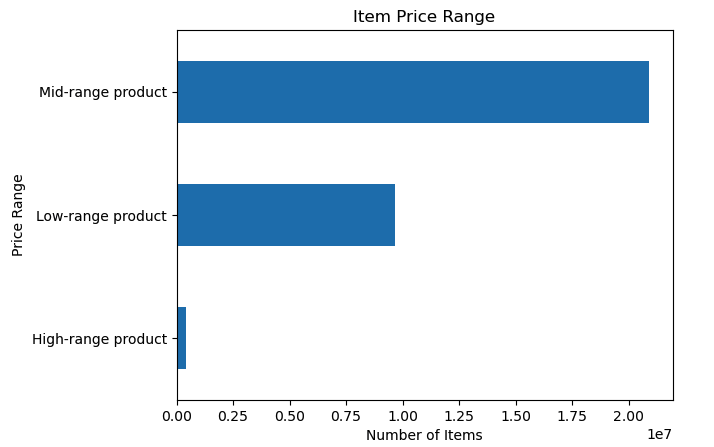 Item Price Range
Mid-range product
Low-range product
High-range product
Price Range
0.00 0.25 0.50 0.75 1.00 1.25 1.50 1.75 2.00
1e7
Number of Items